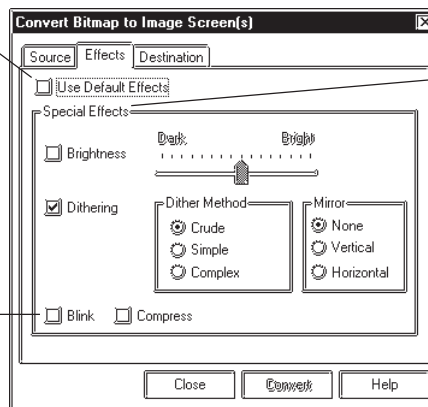 Convert Bitmap to Image Screen(s)
Source Effects Destination
Use Default Effects
Special Effects
Dark Bright
Brightness
Dithering
Dither Method
Crude
Simple
Complex
Mirror
None
Vertical
Horizontal
Blink Compress
Close Convert Help